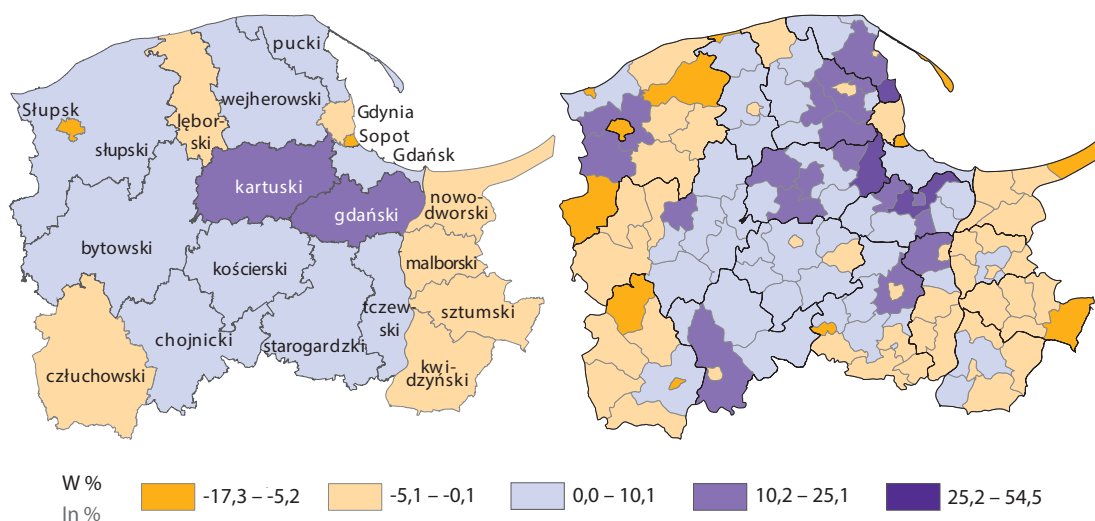 pucki
wejherowski
Słupsk
lębor-
ski
słupski
Gdynia
Sopot
Gdańsk
kartuski
gdański
nowo-
dworski
bytowski
kościerski
malborski
tczew-
ski
sztumski
chojnicki
starogardzki
człuchowski
kwi-
dzyński
W %
In %
-17,3 – -5,2
-5,1 – -0,1
0,0 – 10,1
10,2 – 25,1
25,2 – 54,5